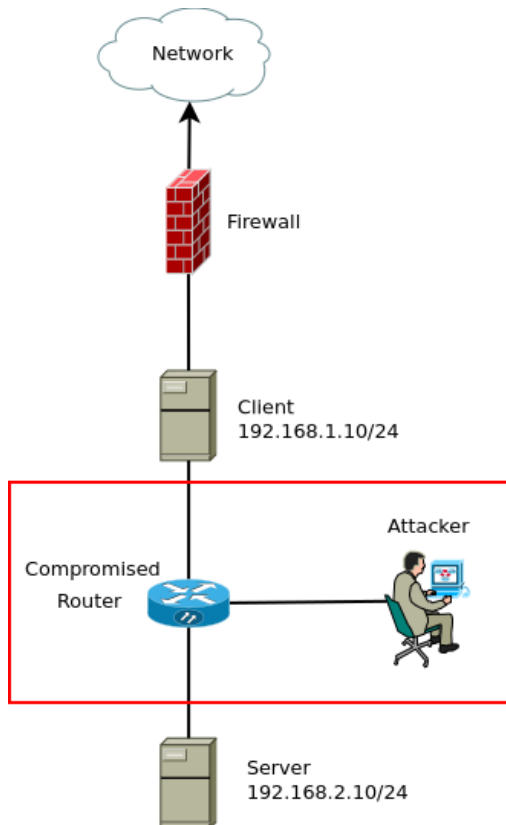 Network
Firewall
Client
192.168.1.10/24
Attacker
Compromised
Router
Server
192.168.2.10/24